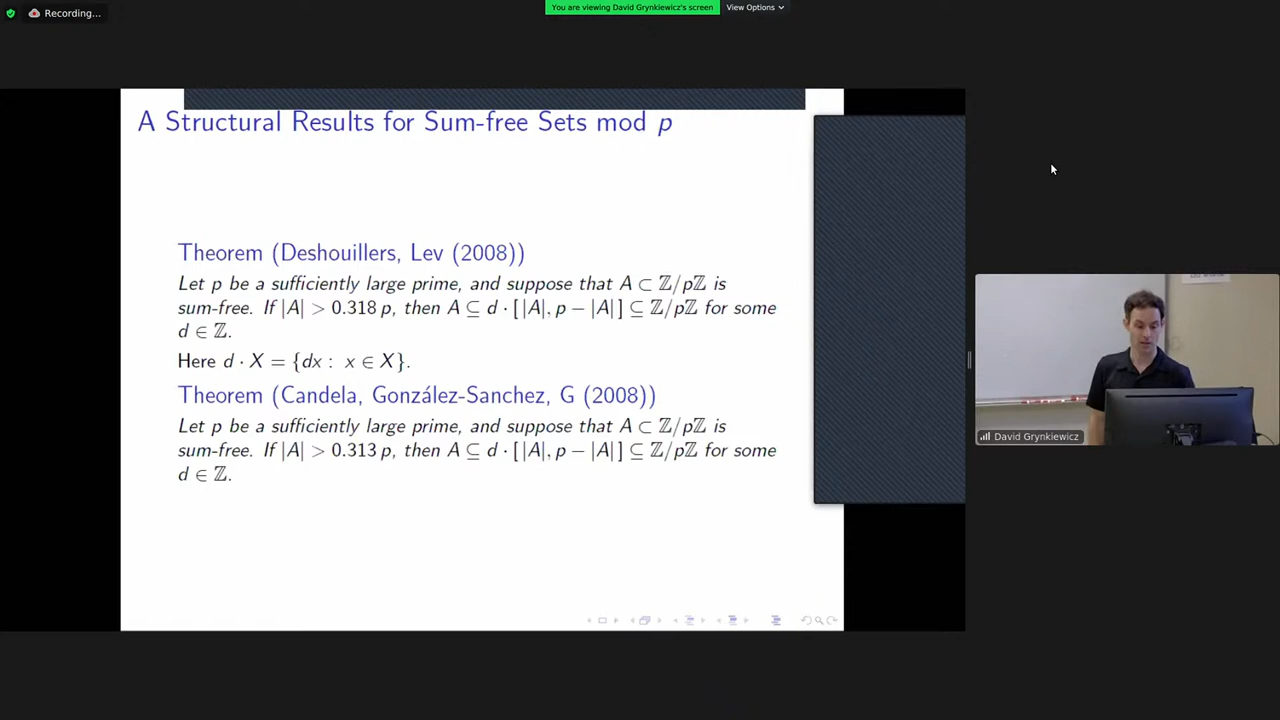 Recording...
You are viewing David Grynkiewicz's screen
View Options
A Structural Results for Sum-free Sets mod p
Theorem (Deshouillers, Lev (2008))
Let p be a sufficiently large prime, and suppose that A ⊂ ℤ/pℤ is
sum-free. If |A| > 0.318 p, then A ⊆ d · [ |A|, p − |A| ] ⊆ ℤ/pℤ for some
d ∈ ℤ.
Here d · X = {dx : x ∈ X}.
Theorem (Candela, González-Sanchez, G (2008))
Let p be a sufficiently large prime, and suppose that A ⊂ ℤ/pℤ is
sum-free. If |A| > 0.313 p, then A ⊆ d · [ |A|, p − |A| ] ⊆ ℤ/pℤ for some
d ∈ ℤ.
David Grynkiewicz